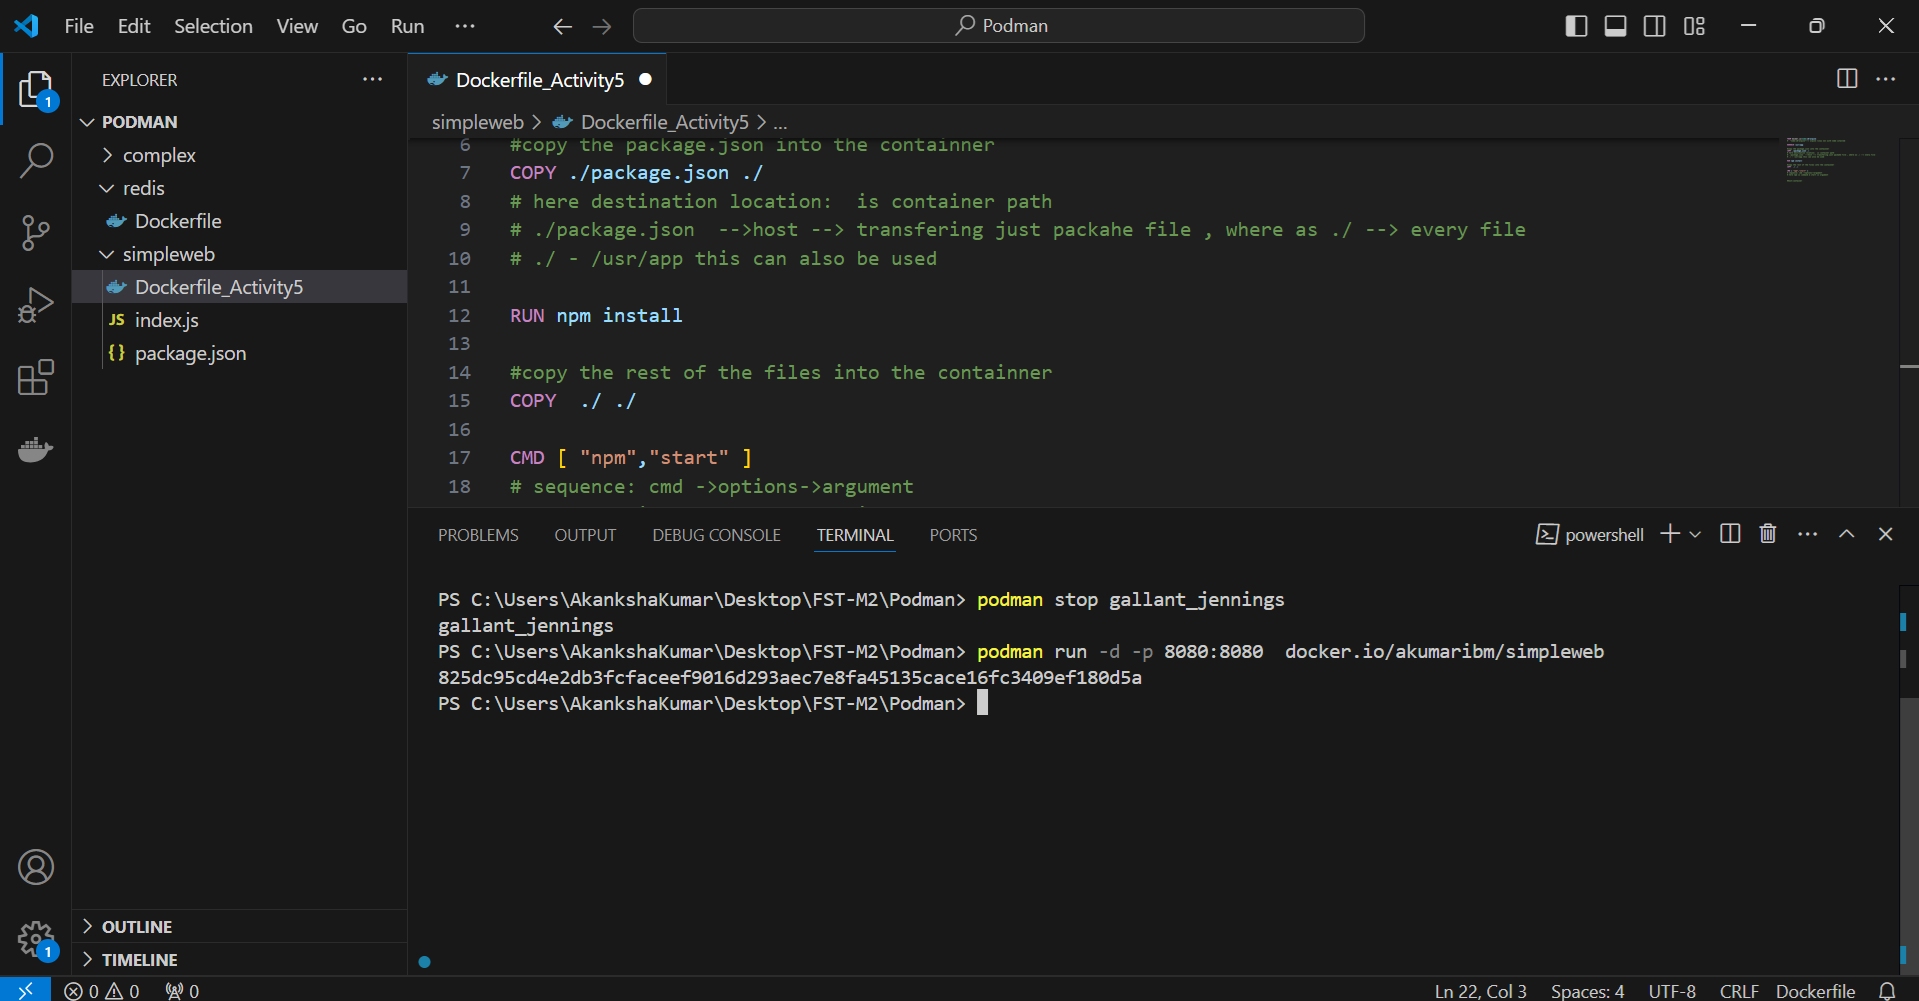 File Edit Selection View Go Run ···
Podman
EXPLORER ···
PODMAN
complex
redis
Dockerfile
simpleweb
Dockerfile_Activity5
JS index.js
{} package.json
OUTLINE
TIMELINE
1
1
Dockerfile_Activity5
simpleweb > Dockerfile_Activity5 > ...
6 #copy the package.json into the containner
7 COPY ./package.json ./
8 # here destination location:  is container path
9 # ./package.json  -->host --> transfering just packahe file , where as ./ --> every file
10 # ./ - /usr/app this can also be used
11
12 RUN npm install
13
14 #copy the rest of the files into the containner
15 COPY  ./ ./
16
17 CMD [ "npm","start" ]
18 # sequence: cmd ->options->argument
PROBLEMS OUTPUT DEBUG CONSOLE TERMINAL PORTS
powershell
PS C:\Users\AkankshaKumar\Desktop\FST-M2\Podman> podman stop gallant_jennings
gallant_jennings
PS C:\Users\AkankshaKumar\Desktop\FST-M2\Podman> podman run -d -p 8080:8080  docker.io/akumaribm/simpleweb
825dc95cd4e2db3fcfaceef9016d293aec7e8fa45135cace16fc3409ef180d5a
PS C:\Users\AkankshaKumar\Desktop\FST-M2\Podman>
0 0 0
Ln 22, Col 3 Spaces: 4 UTF-8 CRLF Dockerfile